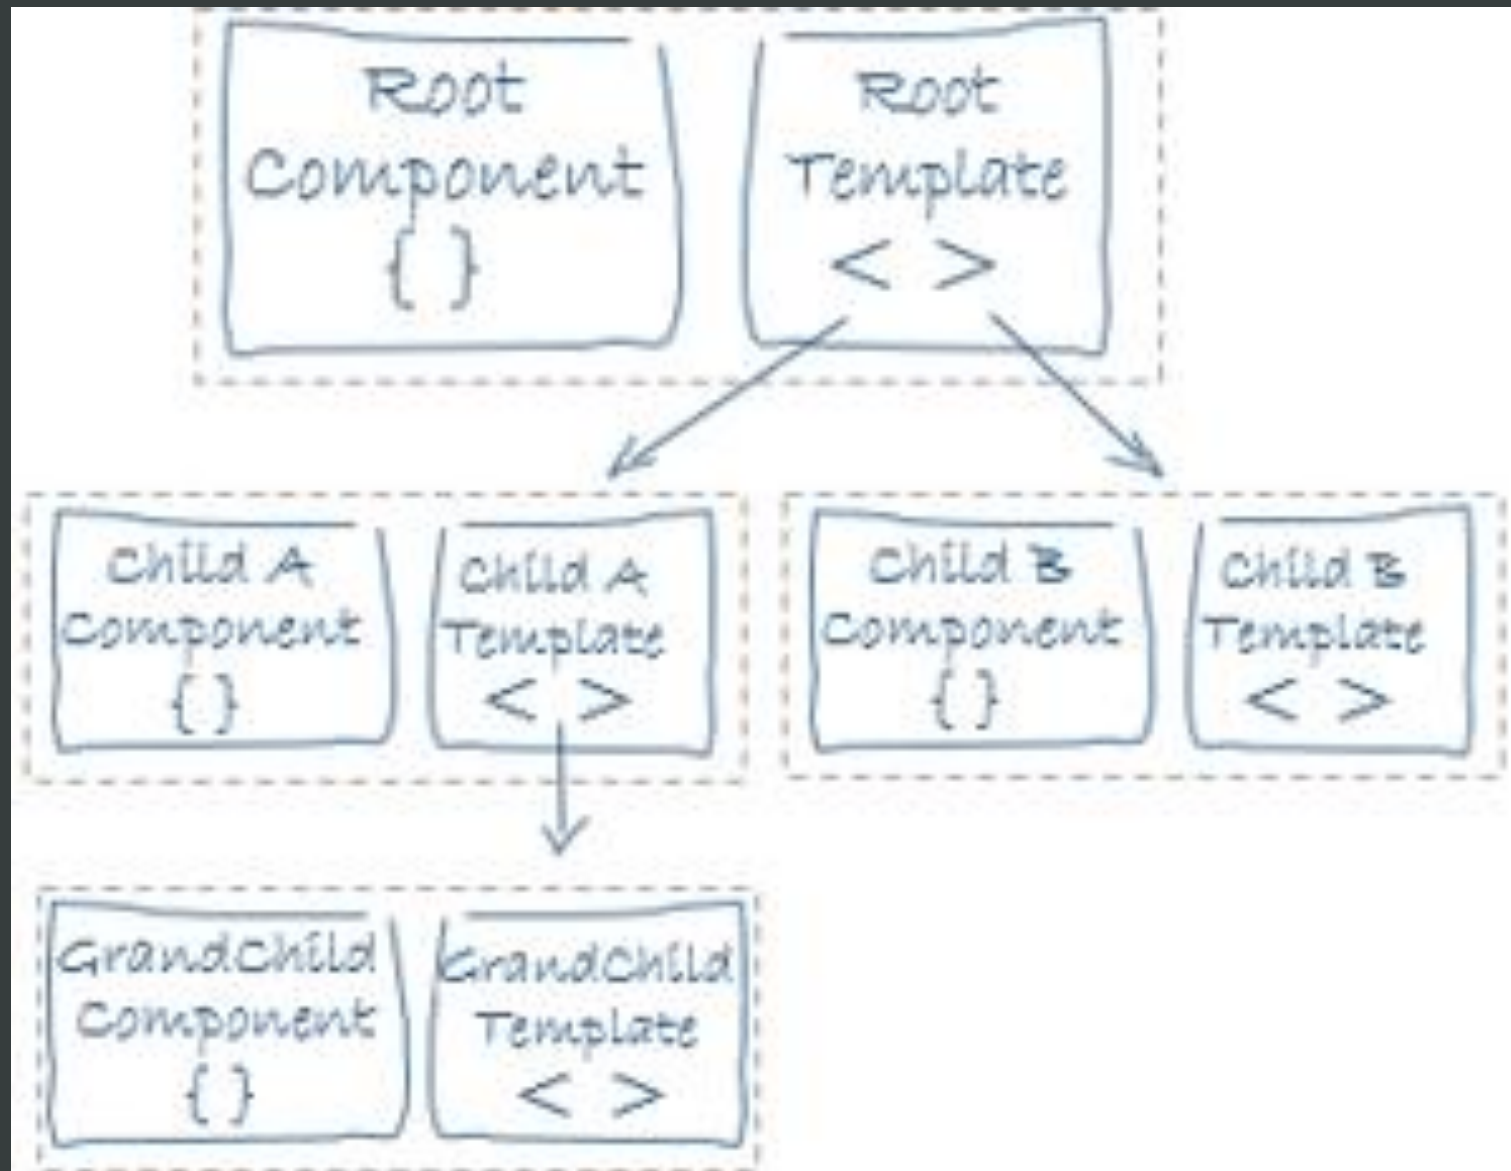 Root
Component
{ }
Root
Template
< >
Child A
Component
{ }
Child A
Template
< >
Child B
Component
{ }
Child B
Template
< >
GrandChild
Component
{ }
GrandChild
Template
< >